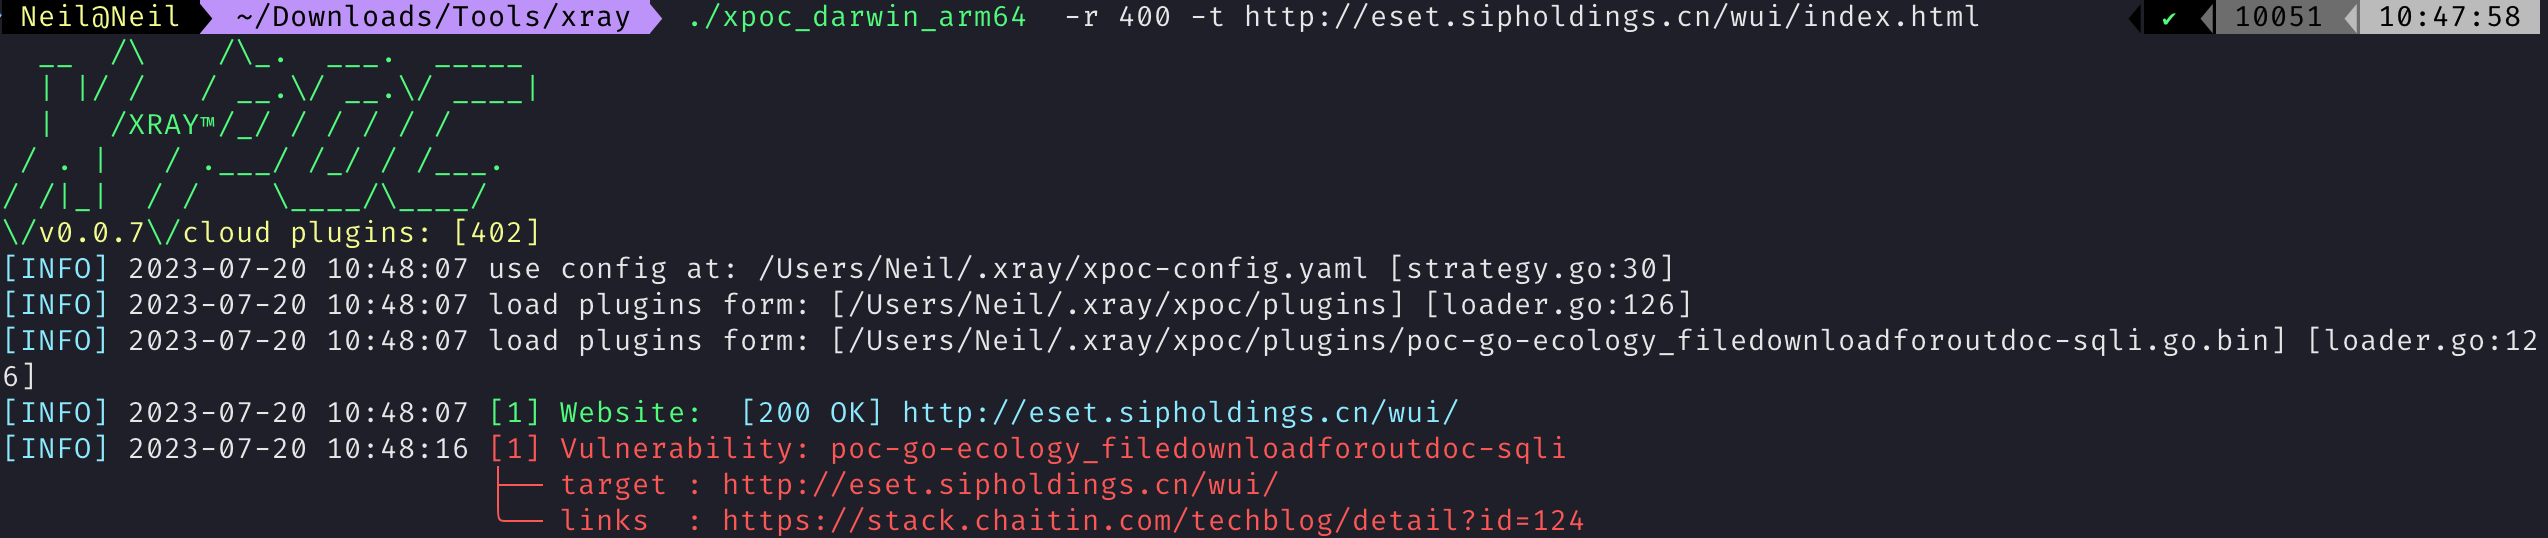 Neil@Neil ~/Downloads/Tools/xray ./xpoc_darwin_arm64 -r 400 -t http://eset.sipholdings.cn/wui/index.html ✔ 10051 10:47:58
/XRAY™/
\/v0.0.7\/cloud plugins: [402]
[INFO] 2023-07-20 10:48:07 use config at: /Users/Neil/.xray/xpoc-config.yaml [strategy.go:30]
[INFO] 2023-07-20 10:48:07 load plugins form: [/Users/Neil/.xray/xpoc/plugins] [loader.go:126]
[INFO] 2023-07-20 10:48:07 load plugins form: [/Users/Neil/.xray/xpoc/plugins/poc-go-ecology_filedownloadforoutdoc-sqli.go.bin] [loader.go:12
6]
[INFO] 2023-07-20 10:48:07 [1] Website: [200 OK] http://eset.sipholdings.cn/wui/
[INFO] 2023-07-20 10:48:16 [1] Vulnerability: poc-go-ecology_filedownloadforoutdoc-sqli
target : http://eset.sipholdings.cn/wui/
links : https://stack.chaitin.com/techblog/detail?id=124